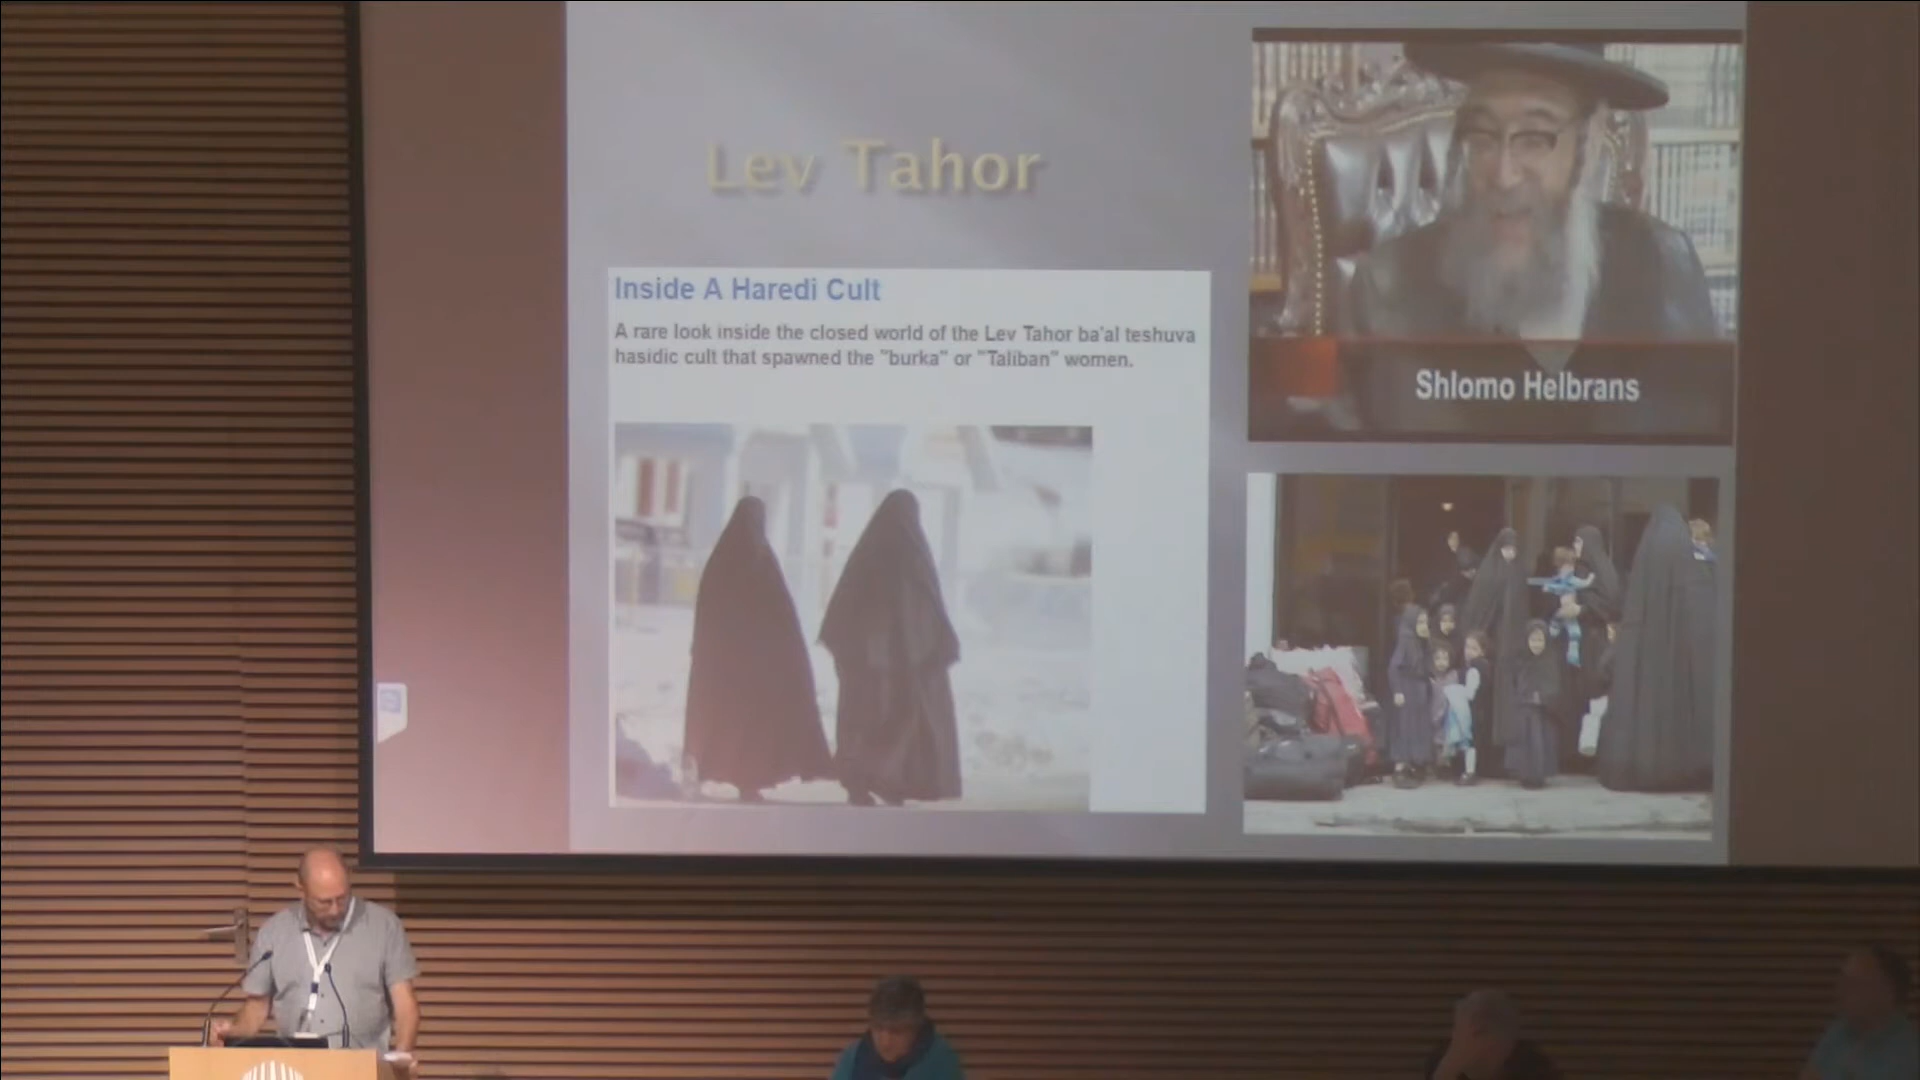 Lev Tahor
Inside A Haredi Cult
A rare look inside the closed world of the Lev Tahor ba'al teshuva
hasidic cult that spawned the "burka" or "Taliban" women.
Shlomo Helbrans